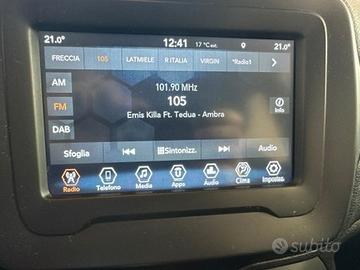 21.0° 12:41 17 °C est. 21.0°
FRECCIA 105 LATMIELE R ITALIA VIRGIN *Radio1
AM
FM
DAB
101.90 MHz
105
Emis Killa Ft. Tedua - Ambra
Info
Sfoglia Sintonizz. Audio
Radio Telefono Media Apps Audio Clima Impostaz.
subito